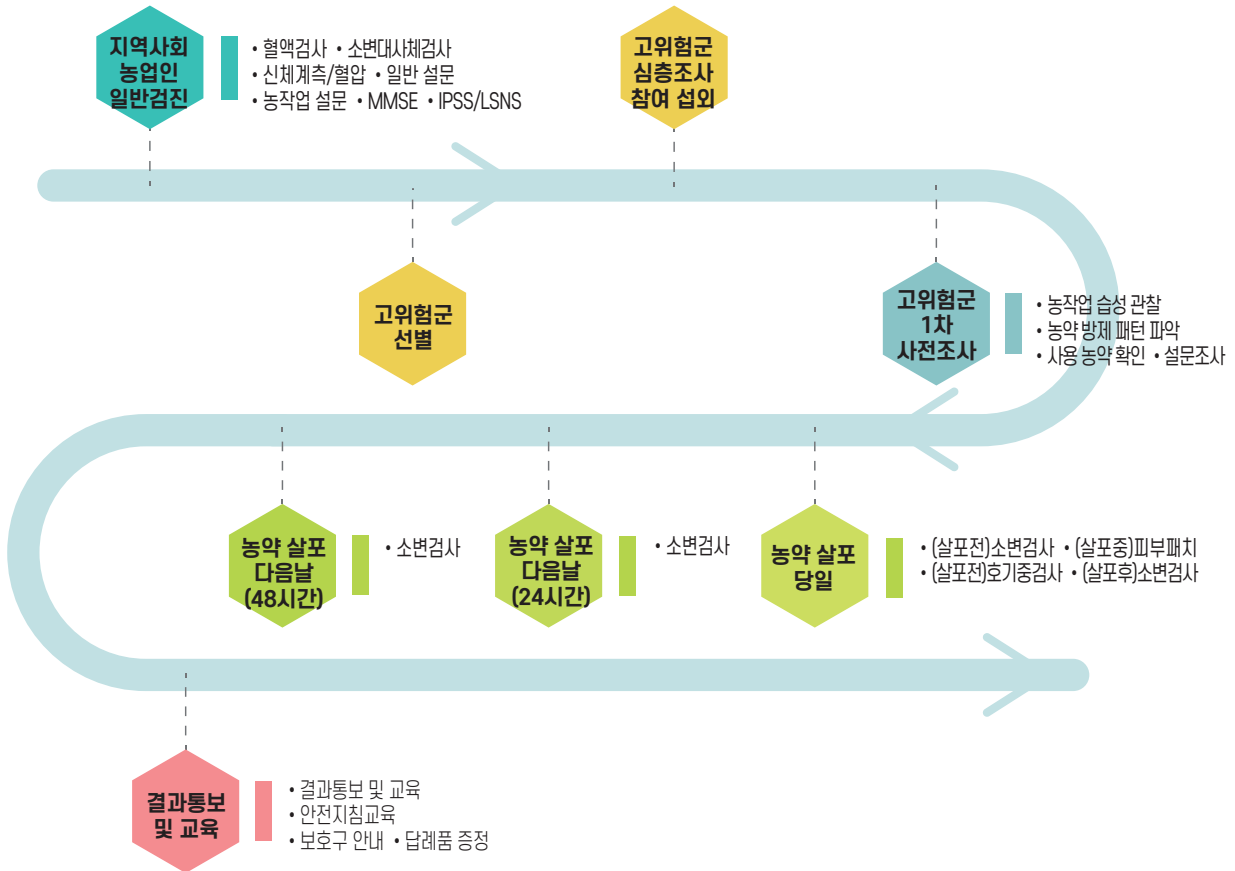 지역사회
농업인
일반검진
• 혈액검사 • 소변대사체검사
• 신체계측/혈압 • 일반 설문
• 농작업 설문 • MMSE • IPSS/LSNS
고위험군
선별
고위험군
심층조사
참여 섭외
고위험군
1차
사전조사
• 농작업 습성 관찰
• 농약 방제 패턴 파악
• 사용 농약 확인 • 설문조사
농약 살포
당일
• (살포전)소변검사 • (살포중)피부패치
• (살포전)호기중검사 • (살포후)소변검사
농약 살포
다음날
(24시간)
• 소변검사
농약 살포
다음날
(48시간)
• 소변검사
결과통보
및 교육
• 결과통보 및 교육
• 안전지침교육
• 보호구 안내 • 답례품 증정